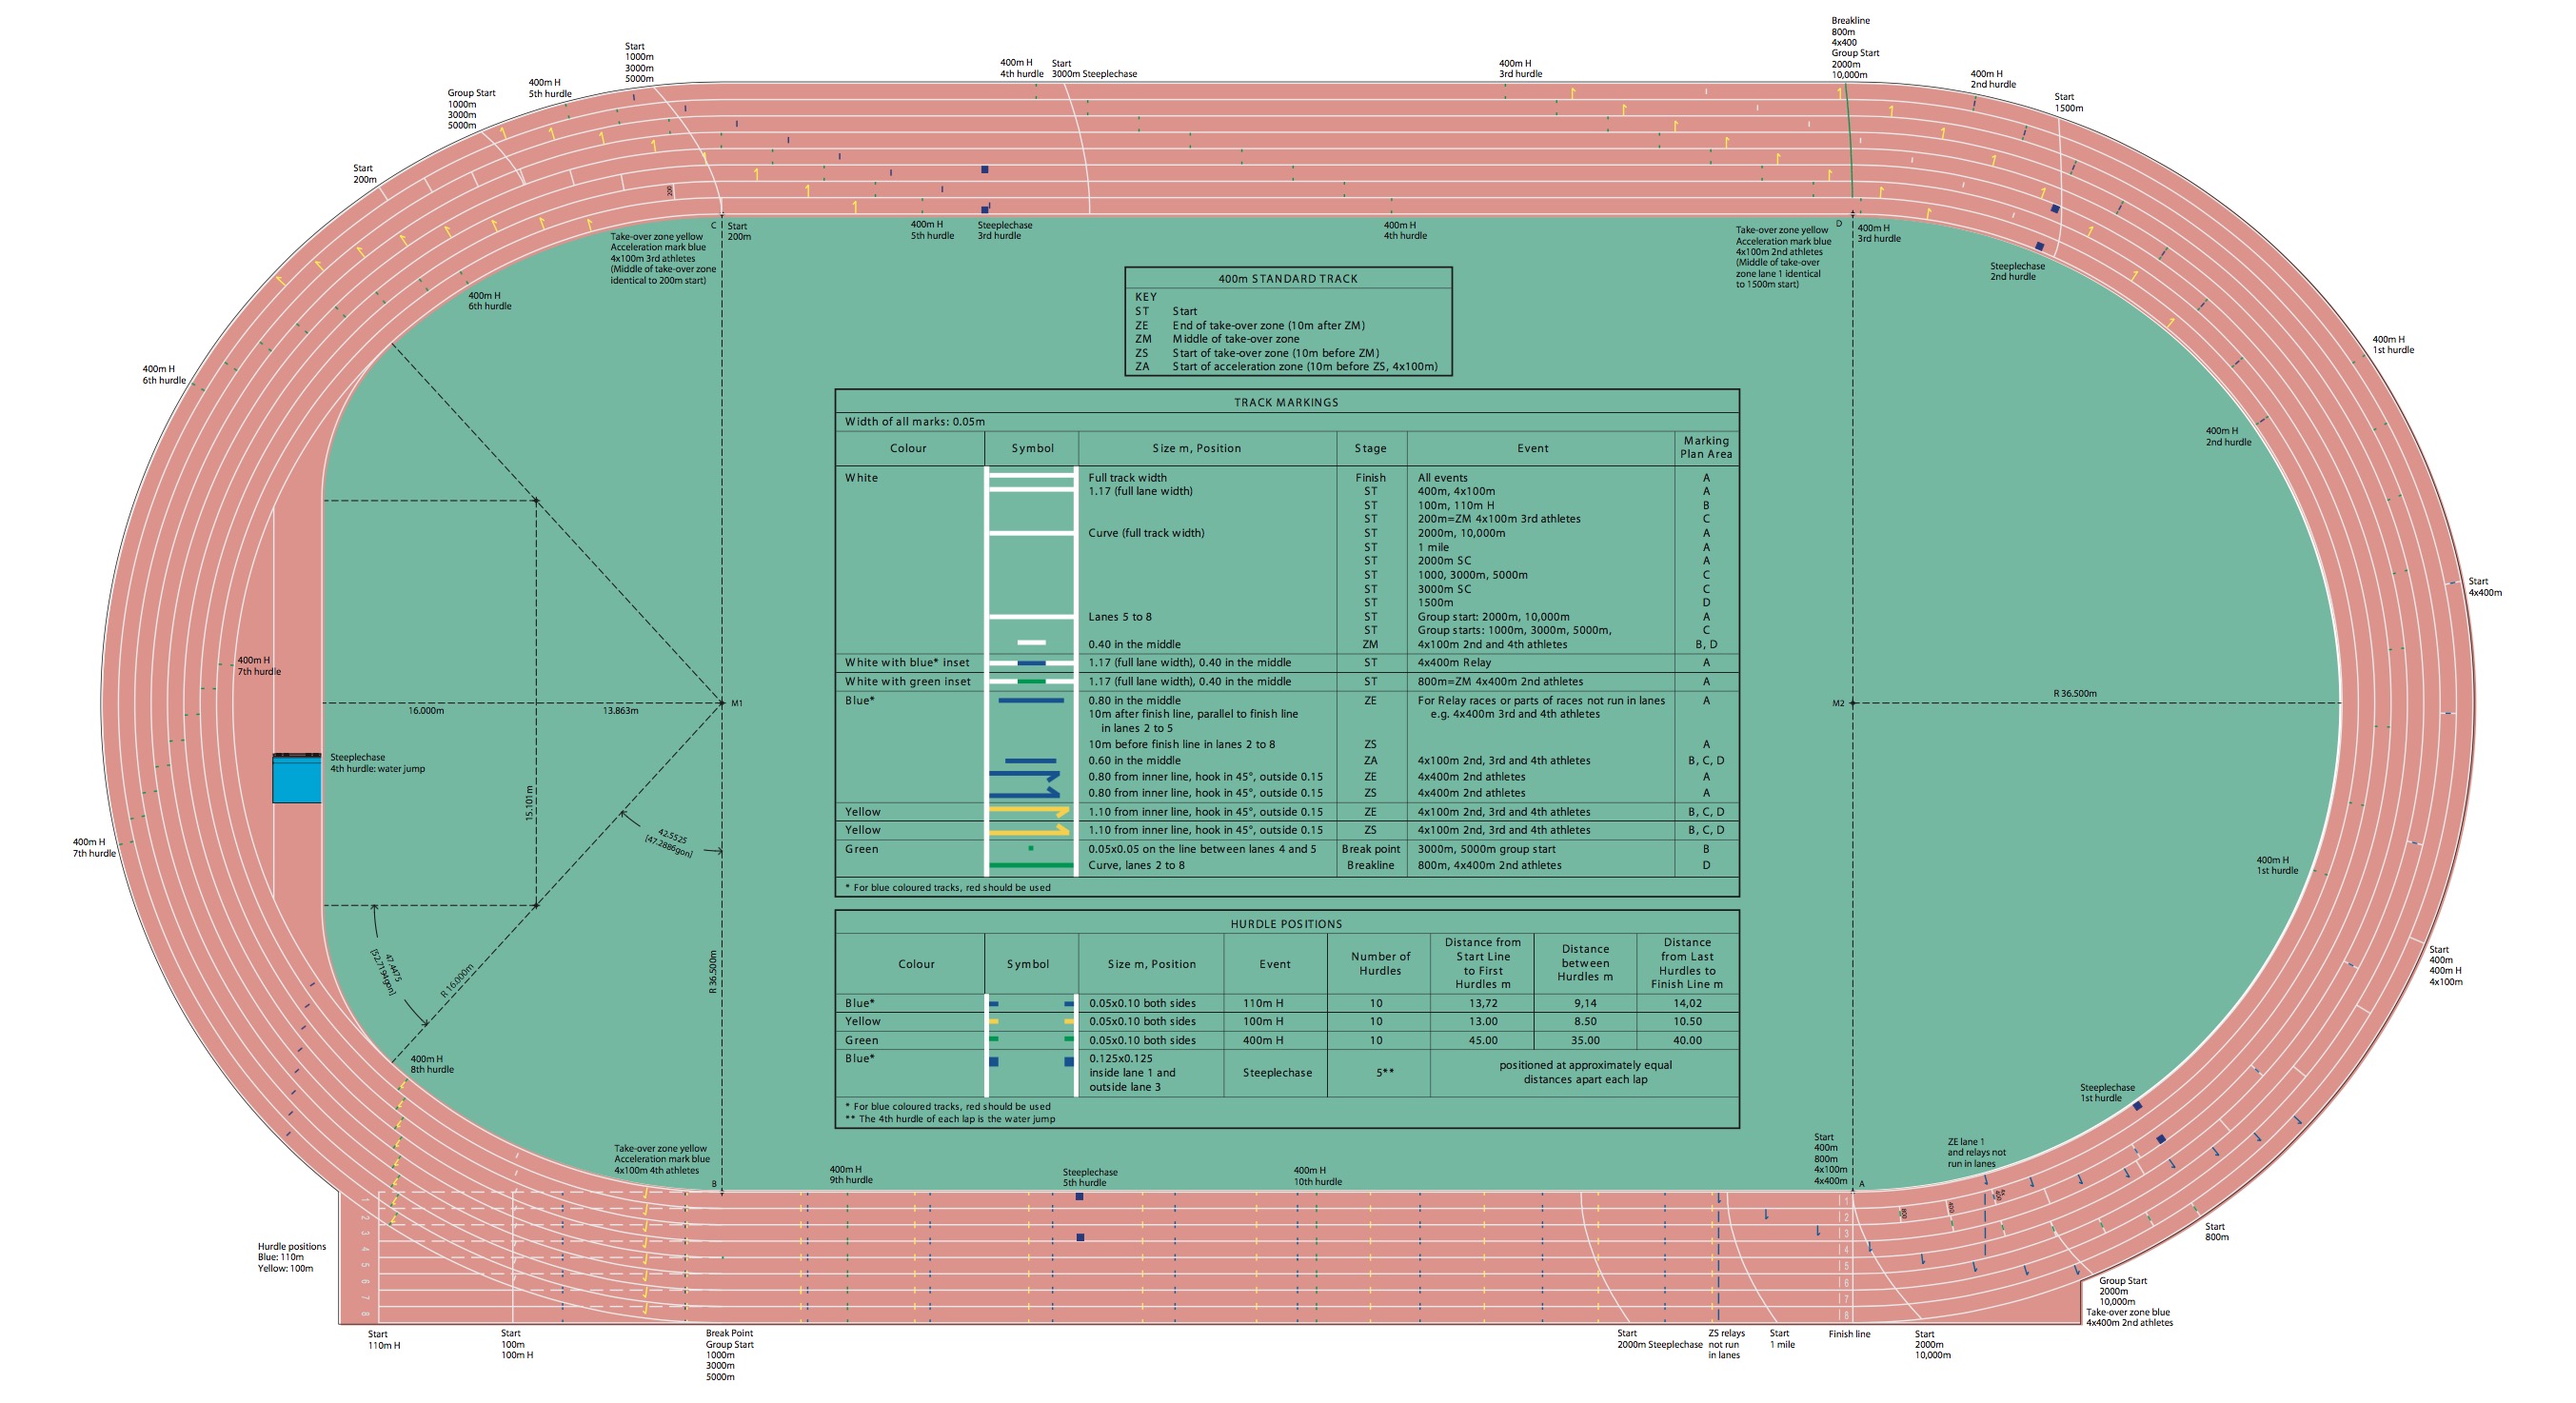 Breakline
800m
4x400
Group Start
2000m
10,000m
Start
1000m
3000m
5000m
400m H
4th hurdle
Start
3000m Steeplechase
400m H
3rd hurdle
400m H
2nd hurdle
400m H
5th hurdle
Group Start
1000m
3000m
5000m
Start
1500m
Start
200m
200
C
Start
200m
400m H
5th hurdle
Steeplechase
3rd hurdle
400m H
4th hurdle
D
400m H
3rd hurdle
Take-over zone yellow
Acceleration mark blue
4x100m 3rd athletes
(Middle of take-over zone
identical to 200m start)
Take-over zone yellow
Acceleration mark blue
4x100m 2nd athletes
(Middle of take-over
zone lane 1 identical
to 1500m start)
Steeplechase
2nd hurdle
400m H
6th hurdle
400m STANDARD TRACK
KEY
ST Start
ZE End of take-over zone (10m after ZM)
ZM Middle of take-over zone
ZS Start of take-over zone (10m before ZM)
ZA Start of acceleration zone (10m before ZS, 4x100m)
400m H
1st hurdle
400m H
6th hurdle
400m H
2nd hurdle
TRACK MARKINGS
Width of all marks: 0.05m
Colour Symbol Size m, Position Stage Event Marking Plan Area
White Full track width Finish All events A
1.17 (full lane width) ST 400m, 4x100m A
ST 100m, 110m H B
ST 200m=ZM 4x100m 3rd athletes C
Curve (full track width) ST 2000m, 10,000m A
ST 1 mile A
ST 2000m SC A
ST 1000, 3000m, 5000m C
ST 3000m SC C
ST 1500m D
Lanes 5 to 8 ST Group start: 2000m, 10,000m A
ST Group starts: 1000m, 3000m, 5000m, C
0.40 in the middle ZM 4x100m 2nd and 4th athletes B, D
White with blue* inset 1.17 (full lane width), 0.40 in the middle ST 4x400m Relay A
White with green inset 1.17 (full lane width), 0.40 in the middle ST 800m=ZM 4x400m 2nd athletes A
Blue* 0.80 in the middle ZE For Relay races or parts of races not run in lanes A
10m after finish line, parallel to finish line e.g. 4x400m 3rd and 4th athletes
in lanes 2 to 5
10m before finish line in lanes 2 to 8 ZS A
0.60 in the middle ZA 4x100m 2nd, 3rd and 4th athletes B, C, D
0.80 from inner line, hook in 45°, outside 0.15 ZE 4x400m 2nd athletes A
0.80 from inner line, hook in 45°, outside 0.15 ZS 4x400m 2nd athletes A
Yellow 1.10 from inner line, hook in 45°, outside 0.15 ZE 4x100m 2nd, 3rd and 4th athletes B, C, D
Yellow 1.10 from inner line, hook in 45°, outside 0.15 ZS 4x100m 2nd, 3rd and 4th athletes B, C, D
Green 0.05x0.05 on the line between lanes 4 and 5 Break point 3000m, 5000m group start B
Curve, lanes 2 to 8 Breakline 800m, 4x400m 2nd athletes D
* For blue coloured tracks, red should be used
Start
4x400m
400m H
7th hurdle
16.000m
13.863m
M1
M2
R 36.500m
Steeplechase
4th hurdle: water jump
15.101m
42.5525
[47.2886gon]
400m H
7th hurdle
400m H
1st hurdle
47.4475
[52.7194gon]
R 16.000m
R 36.500m
Start
400m
400m H
4x100m
HURDLE POSITIONS
Colour Symbol Size m, Position Event Number of Hurdles Distance from Start Line to First Hurdles m Distance between Hurdles m Distance from Last Hurdles to Finish Line m
Blue* 0.05x0.10 both sides 110m H 10 13,72 9,14 14,02
Yellow 0.05x0.10 both sides 100m H 10 13.00 8.50 10.50
Green 0.05x0.10 both sides 400m H 10 45.00 35.00 40.00
Blue* 0.125x0.125 inside lane 1 and outside lane 3 Steeplechase 5** positioned at approximately equal distances apart each lap
* For blue coloured tracks, red should be used
** The 4th hurdle of each lap is the water jump
400m H
8th hurdle
Steeplechase
1st hurdle
Take-over zone yellow
Acceleration mark blue
4x100m 4th athletes
B
400m H
9th hurdle
Steeplechase
5th hurdle
400m H
10th hurdle
Start
400m
800m
4x100m
4x400m
A
ZE lane 1
and relays not
run in lanes
1
2
3
4
5
6
7
8
1
2
3
4
5
6
7
8
400
Start
800m
Hurdle positions
Blue: 110m
Yellow: 100m
Group Start
2000m
10,000m
Take-over zone blue
4x400m 2nd athletes
Start
110m H
Start
100m
100m H
Break Point
Group Start
1000m
3000m
5000m
Start
2000m Steeplechase
ZS relays
not run
in lanes
Start
1 mile
Finish line
Start
2000m
10,000m